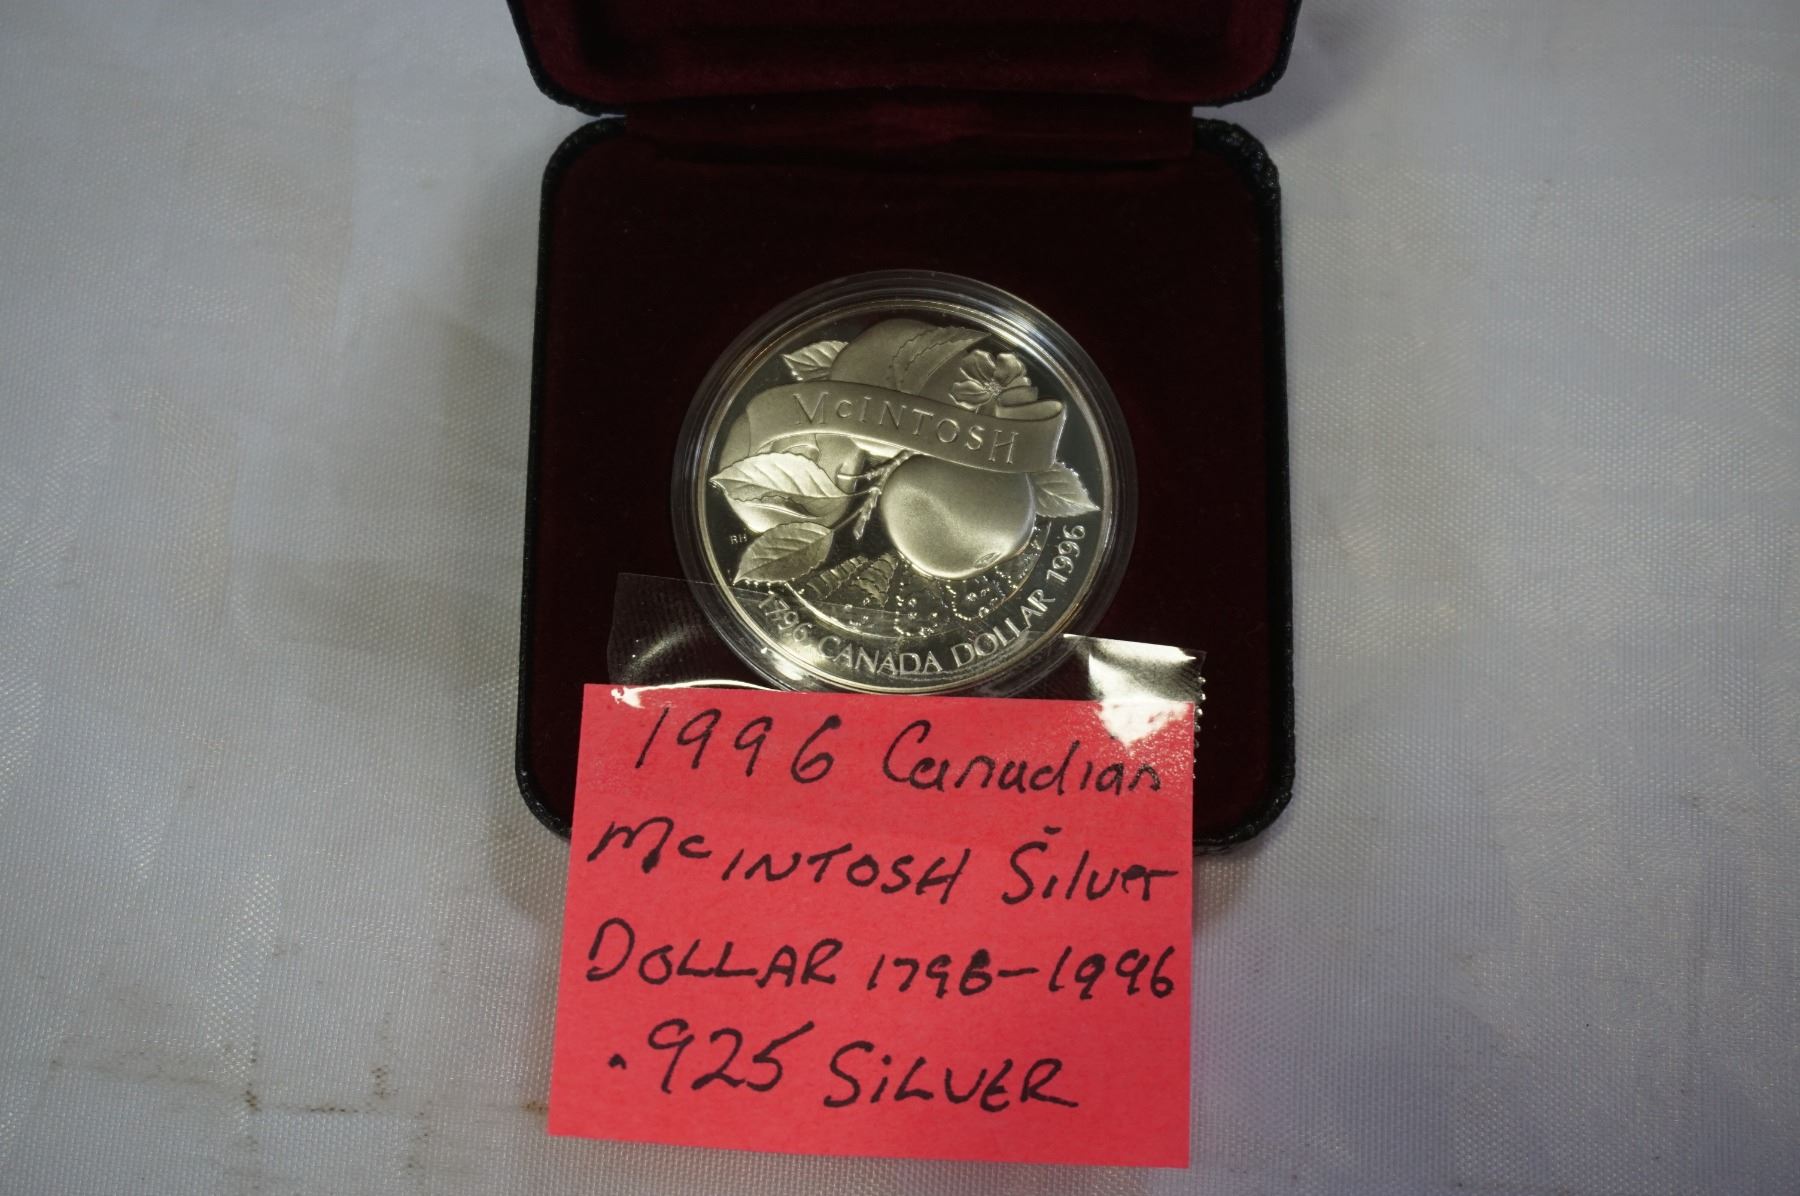 McINTOSH
RH
1796 CANADA DOLLAR 1996
1996 Canadian
McINTOSH Silver
DOLLAR 1796-1996
.925 SiLVER